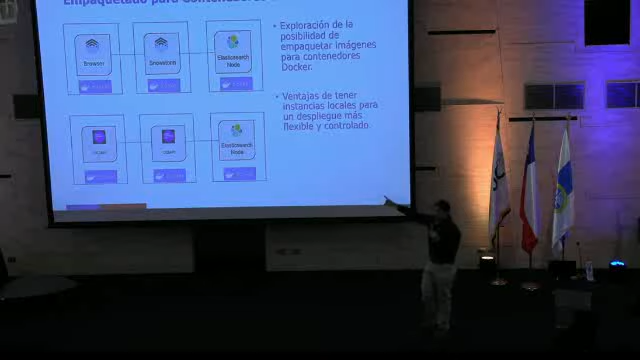 Empaquetado para Contenedores
• Exploración de la
posibilidad de
empaquetar imágenes
para contenedores
Docker.
• Ventajas de tener
instancias locales para
un despliegue más
flexible y controlado.
Browser
Snowstorm
Elasticsearch
Node
Elasticsearch
Node